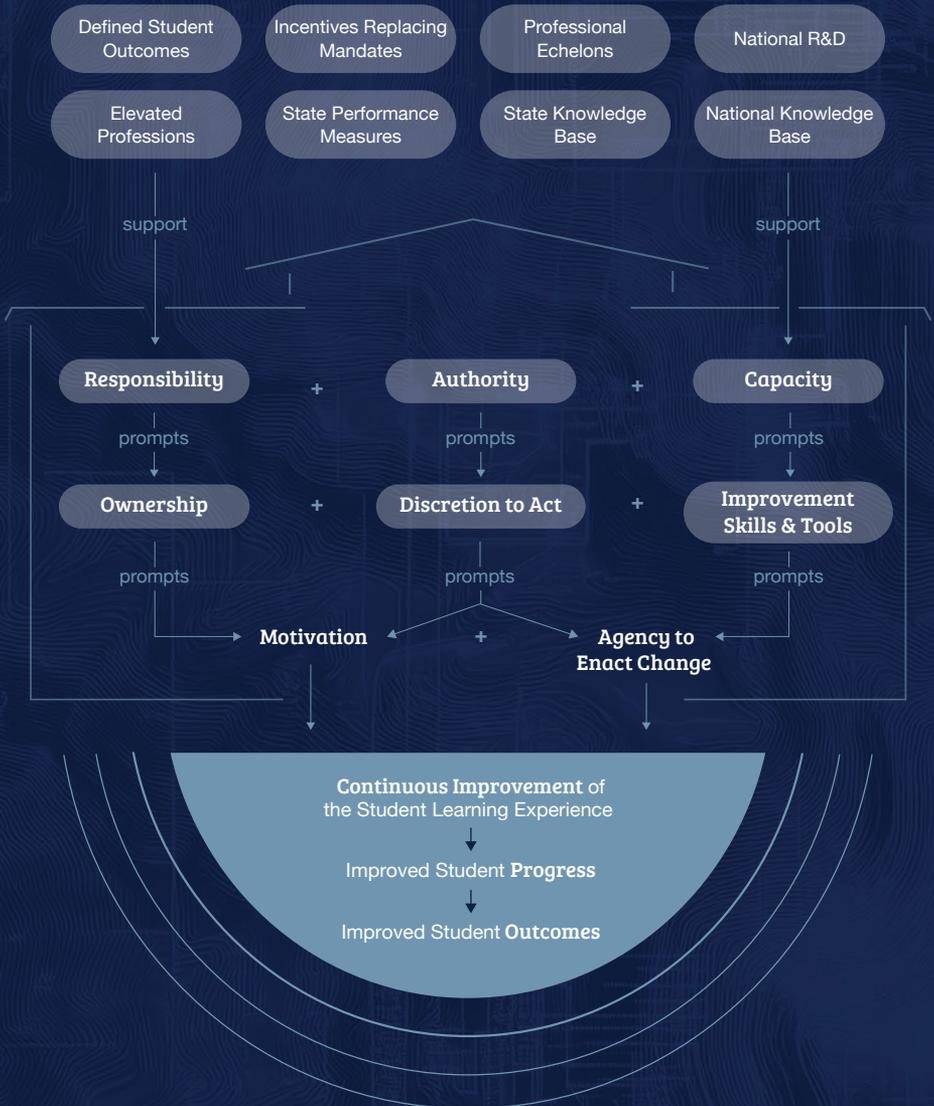 Defined Student
Outcomes
Incentives Replacing
Mandates
Professional
Echelons
National R&D
Elevated
Professions
State Performance
Measures
State Knowledge
Base
National Knowledge
Base
support
support
Responsibility
+
Authority
+
Capacity
prompts
prompts
prompts
Ownership
+
Discretion to Act
+
Improvement
Skills & Tools
prompts
prompts
prompts
Motivation
+
Agency to
Enact Change
Continuous Improvement of
the Student Learning Experience
Improved Student Progress
Improved Student Outcomes